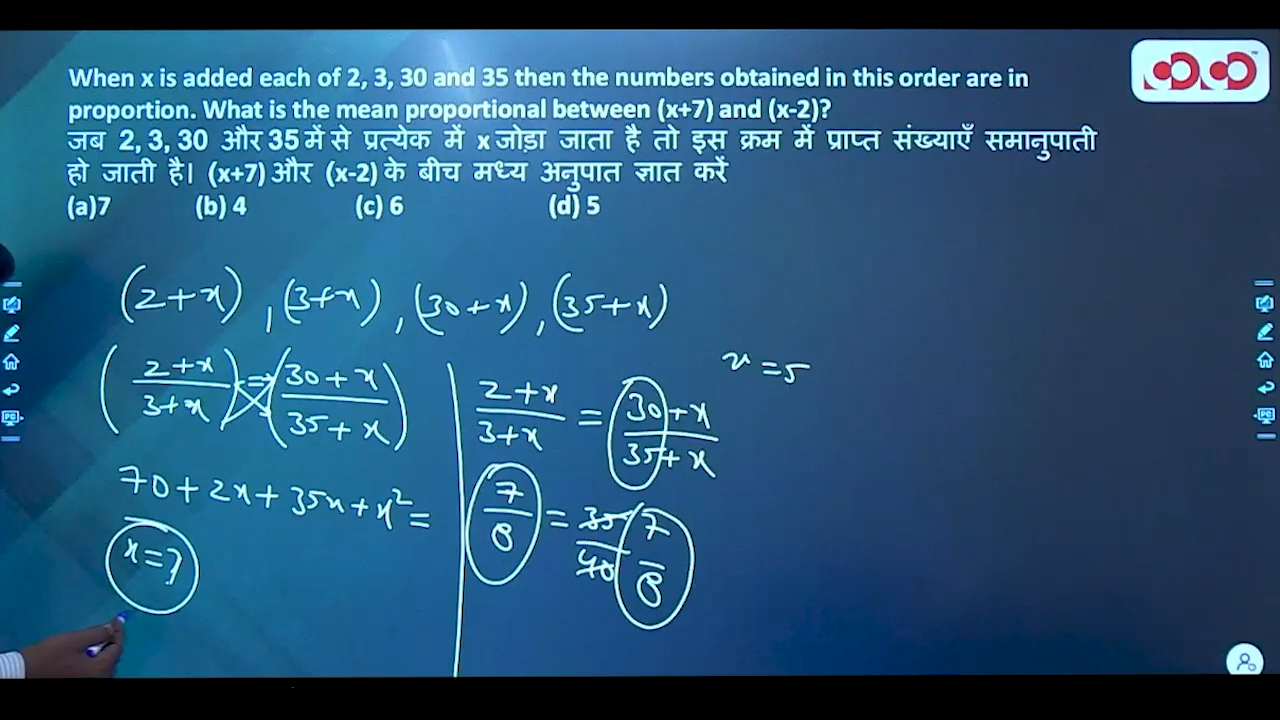 When x is added each of 2, 3, 30 and 35 then the numbers obtained in this order are in
proportion. What is the mean proportional between (x+7) and (x-2)?
जब 2, 3, 30 और 35 में से प्रत्येक में x जोड़ा जाता है तो इस क्रम में प्राप्त संख्याएँ समानुपाती
हो जाती है। (x+7) और (x-2) के बीच मध्य अनुपात ज्ञात करें
(a)7 (b) 4 (c) 6 (d) 5
(2+x) , (3+x) , (30+x) , (35+x)
(2+x / 3+x) = (30+x / 35+x)
70+2x+35x+x² =
x=?
2+x / 3+x = 30+x / 35+x
7/8 = 35/40 7/8
x=5
PC
PC